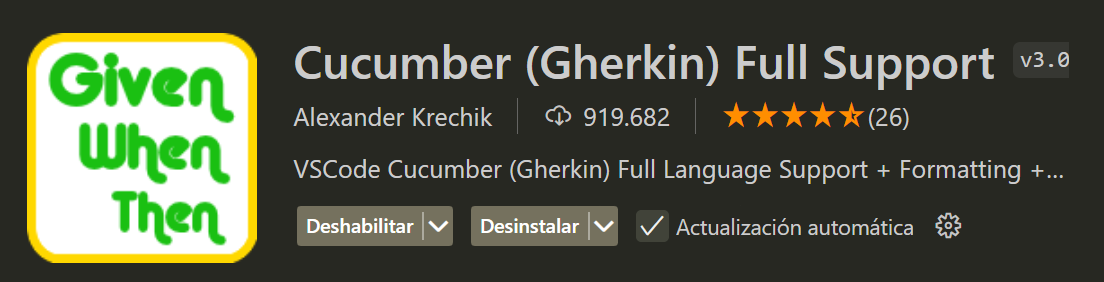 Given
When
Then
Cucumber (Gherkin) Full Support v3.0
Alexander Krechik 919.682 (26)
VSCode Cucumber (Gherkin) Full Language Support + Formatting +...
Deshabilitar Desinstalar Actualización automática